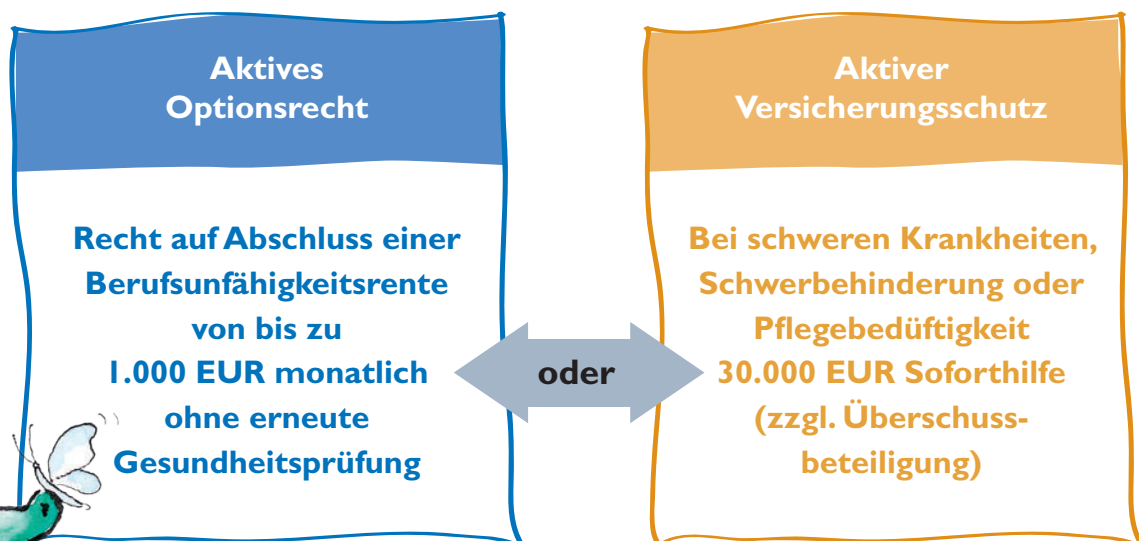 Aktives
Optionsrecht
Recht auf Abschluss einer
Berufsunfähigkeitsrente
von bis zu
1.000 EUR monatlich
ohne erneute
Gesundheitsprüfung
oder
Aktiver
Versicherungsschutz
Bei schweren Krankheiten,
Schwerbehinderung oder
Pflegebedüftigkeit
30.000 EUR Soforthilfe
(zzgl. Überschuss-
beteiligung)